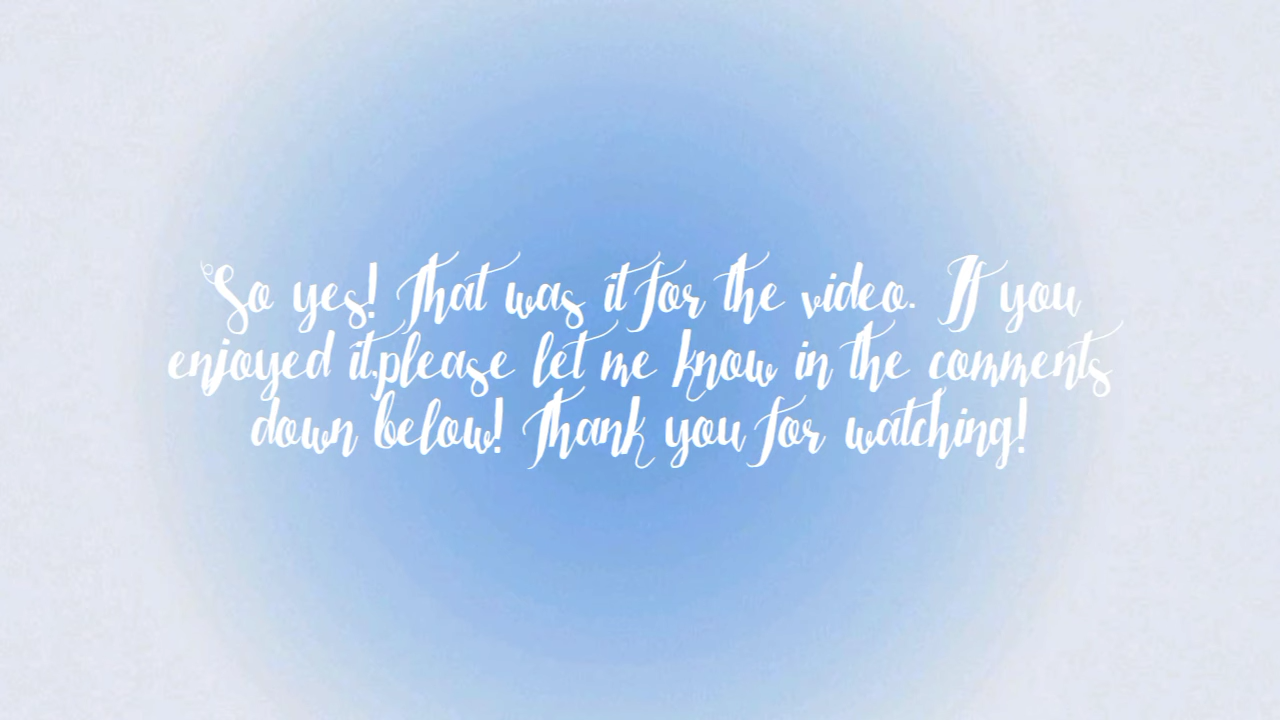 So yes! That was it for the video. If you
enjoyed it,please let me know in the comments
down below! Thank you for watching!